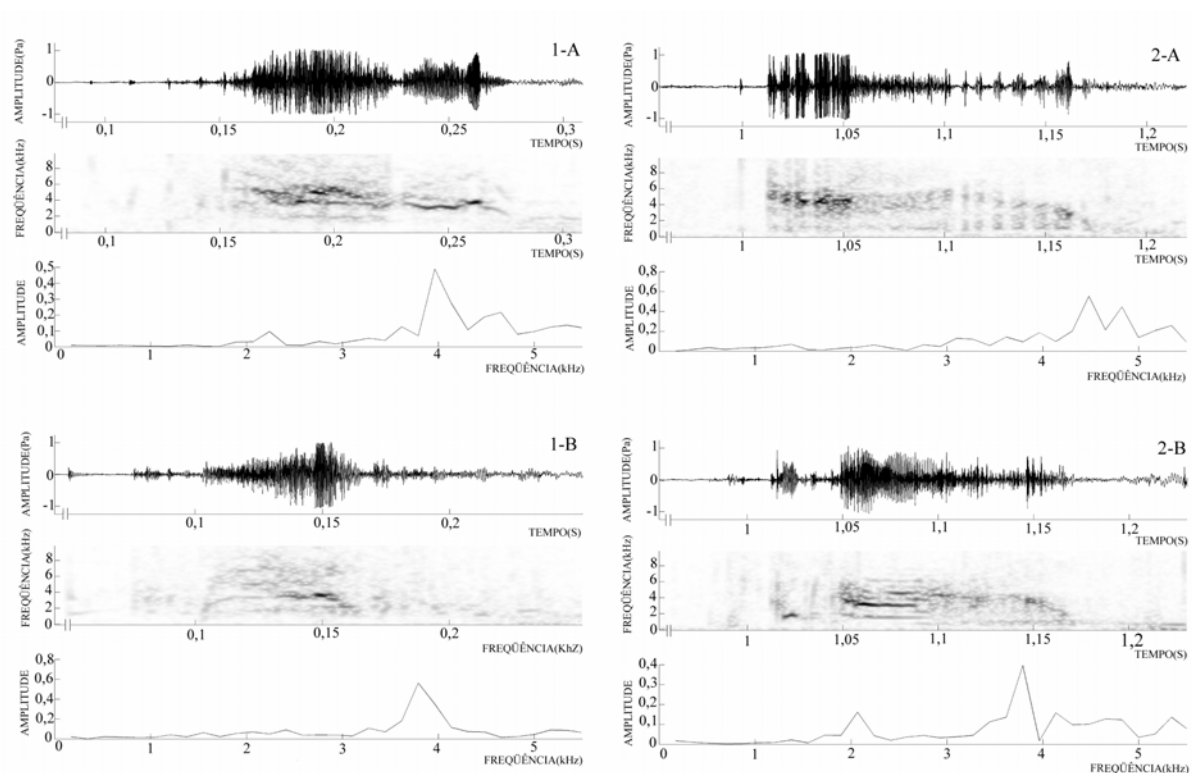 1-A
AMPLITUDE(Pa)
1
0
-1
0,1 0,15 0,2 0,25 0,3
TEMPO(S)
FREQÜÊNCIA(kHz)
8
6
4
2
0
0,1 0,15 0,2 0,25 0,3
TEMPO(S)
AMPLITUDE
0,5
0,4
0,3
0,2
0,1
0
0 1 2 3 4 5
FREQÜÊNCIA(kHz)
2-A
AMPLITUDE(Pa)
1
0
-1
1 1,05 1,1 1,15 1,2
TEMPO(S)
FREQÜÊNCIA(kHz)
8
6
4
2
0
1 1,05 1,1 1,15 1,2
TEMPO(S)
AMPLITUDE
0,8
0,6
0,4
0,2
0
0 1 2 3 4 5
FREQÜÊNCIA(kHz)
1-B
AMPLITUDE(Pa)
1
0
-1
0,1 0,15 0,2
TEMPO(S)
FREQÜÊNCIA(kHz)
8
6
4
2
0
0,1 0,15 0,2
FREQÜÊNCIA(KhZ)
AMPLITUDE
0,8
0,6
0,4
0,2
0
0 1 2 3 4 5
FREQÜÊNCIA(kHz)
2-B
AMPLITUDE(Pa)
1
0
-1
1 1,05 1,1 1,15 1,2
TEMPO(S)
FREQÜÊNCIA(kHz)
8
6
4
2
0
1 1,05 1,1 1,15 1,2
TEMPO(S)
AMPLITUDE
0,4
0,3
0,2
0,1
0
0 1 2 3 4 5
FREQÜÊNCIA(kHz)